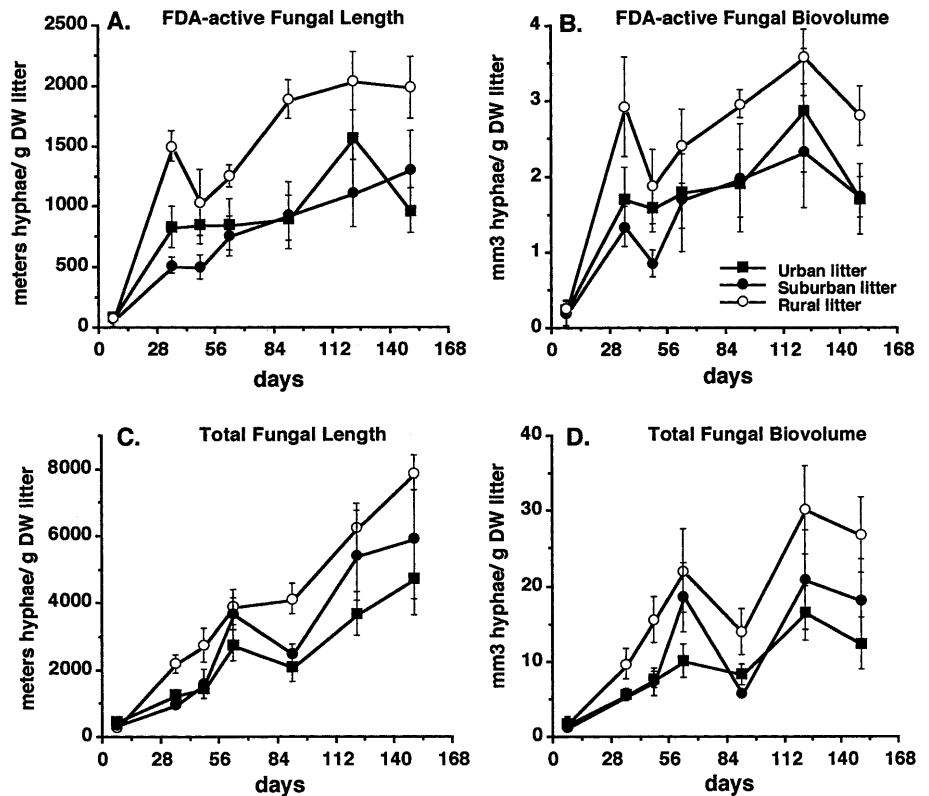 A. FDA-active Fungal Length
2500
2000
1500
1000
500
0
meters hyphae/ g DW litter
0 28 56 84 112 140 168
days
B. FDA-active Fungal Biovolume
4
3
2
1
0
mm3 hyphae/ g DW litter
Urban litter
Suburban litter
Rural litter
0 28 56 84 112 140 168
days
C. Total Fungal Length
8000
6000
4000
2000
0
meters hyphae/ g DW litter
0 28 56 84 112 140 168
days
D. Total Fungal Biovolume
40
30
20
10
0
mm3 hyphae/ g DW litter
0 28 56 84 112 140 168
days